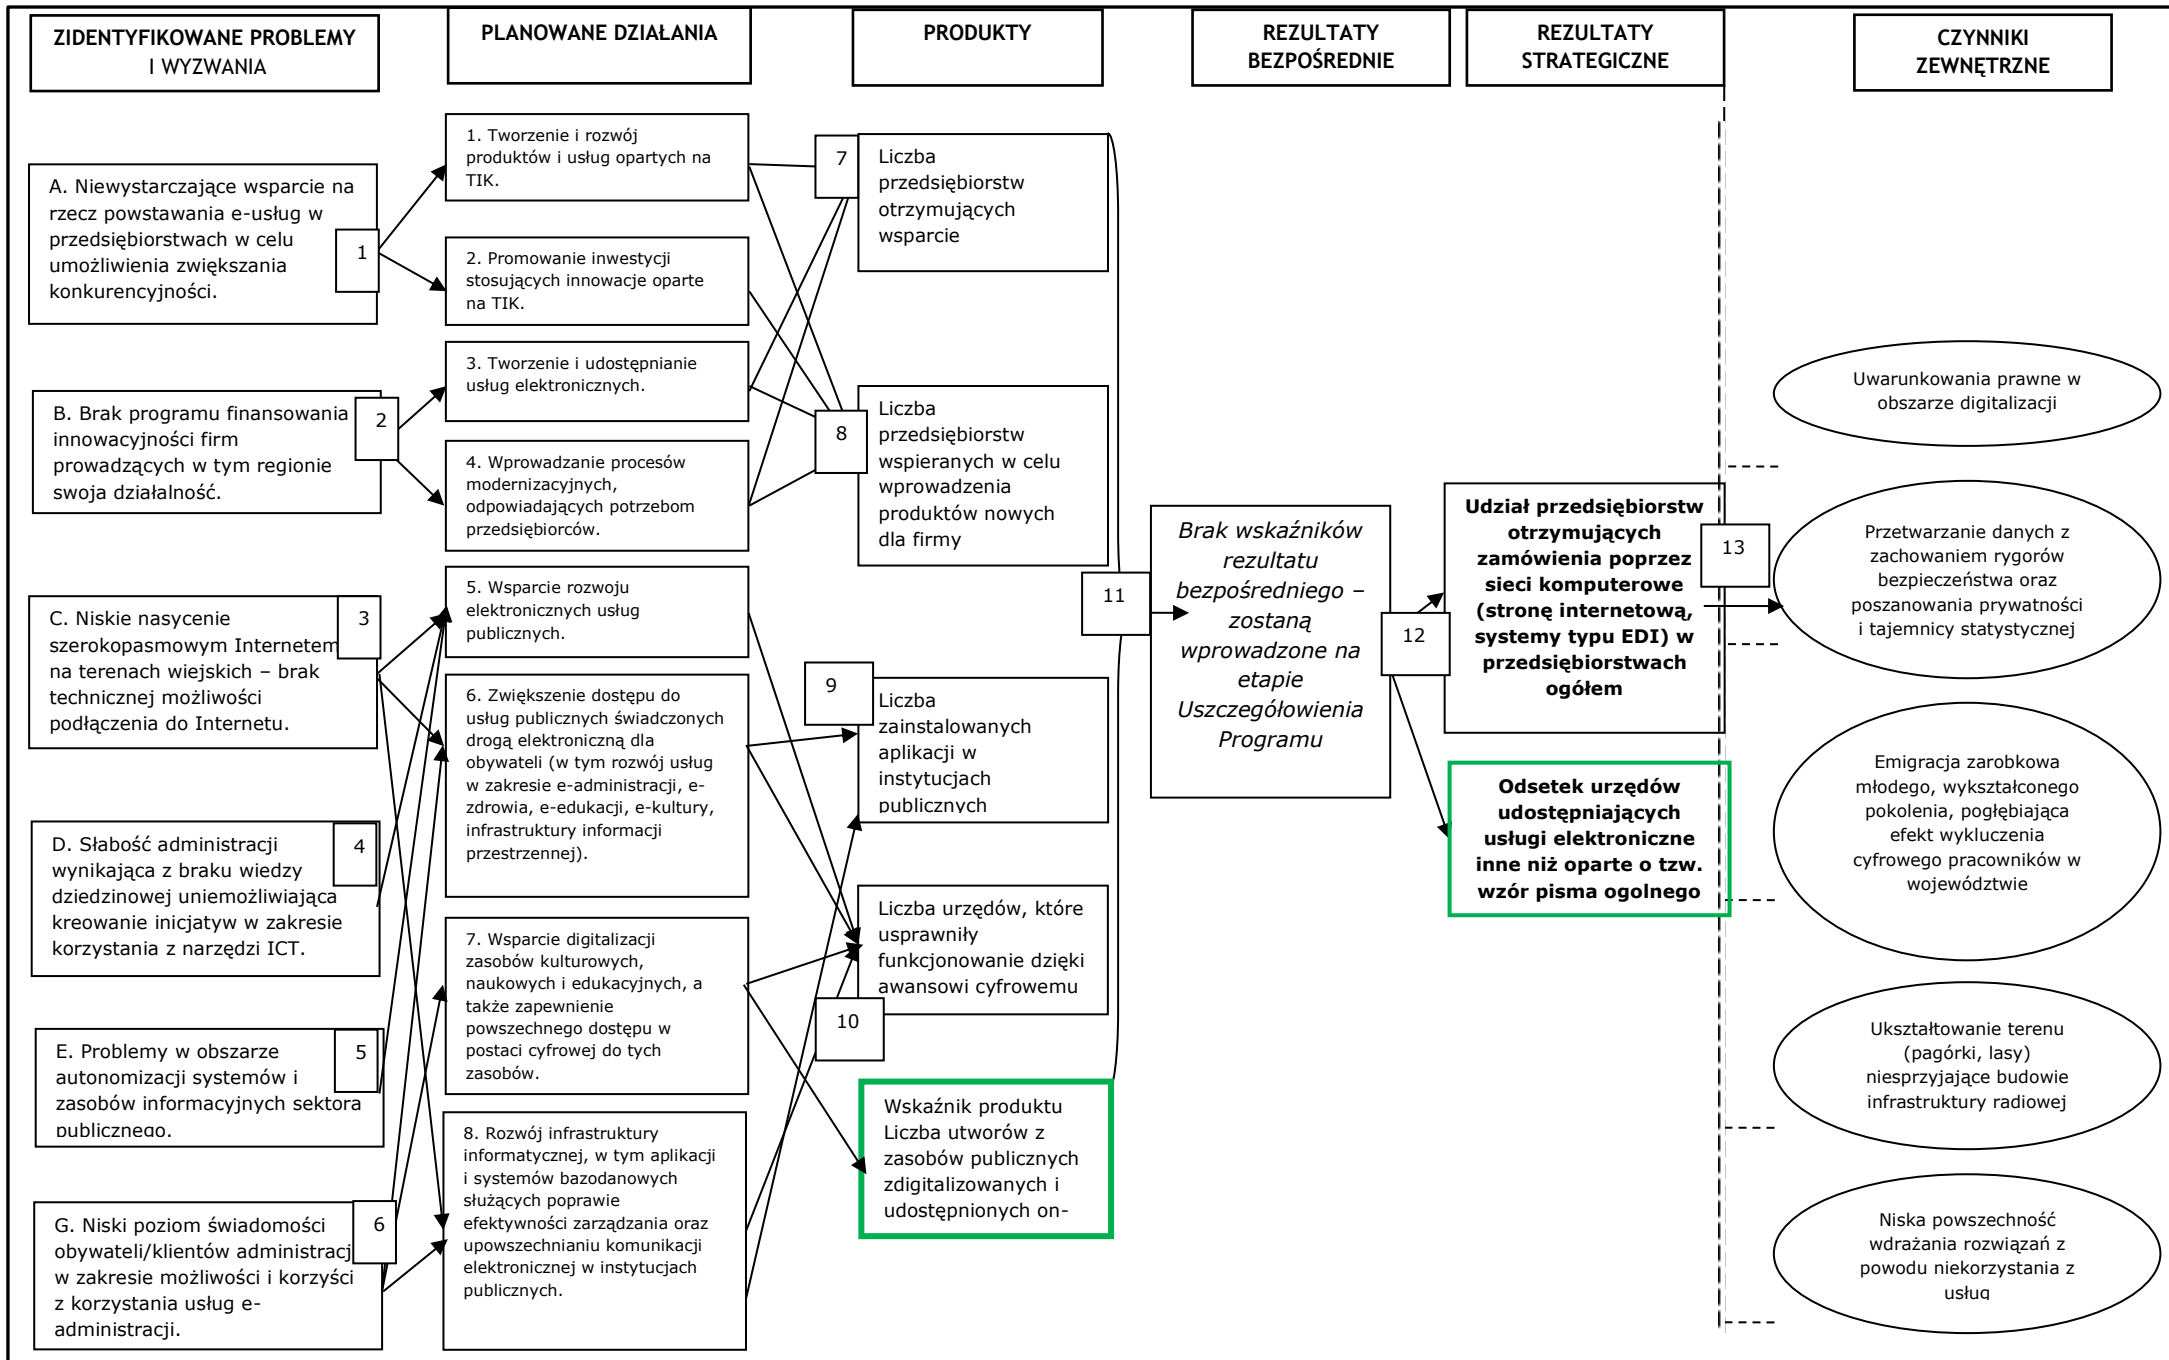 ZIDENTYFIKOWANE PROBLEMY
I WYZWANIA
PLANOWANE DZIAŁANIA
PRODUKTY
REZULTATY
BEZPOŚREDNIE
REZULTATY
STRATEGICZNE
CZYNNIKI
ZEWNĘTRZNE
A. Niewystarczające wsparcie na
rzecz powstawania e-usług w
przedsiębiorstwach w celu
umożliwienia zwiększania
konkurencyjności.
1
B. Brak programu finansowania
innowacyjności firm
prowadzących w tym regionie
swoja działalność.
2
C. Niskie nasycenie
szerokopasmowym Internetem
na terenach wiejskich – brak
technicznej możliwości
podłączenia do Internetu.
3
D. Słabość administracji
wynikająca z braku wiedzy
dziedzinowej uniemożliwiająca
kreowanie inicjatyw w zakresie
korzystania z narzędzi ICT.
4
E. Problemy w obszarze
autonomizacji systemów i
zasobów informacyjnych sektora
publicznego.
5
G. Niski poziom świadomości
obywateli/klientów administracj
w zakresie możliwości i korzyści
z korzystania usług e-
administracji.
6
1. Tworzenie i rozwój
produktów i usług opartych na
TIK.
2. Promowanie inwestycji
stosujących innowacje oparte
na TIK.
3. Tworzenie i udostępnianie
usług elektronicznych.
4. Wprowadzanie procesów
modernizacyjnych,
odpowiadających potrzebom
przedsiębiorców.
5. Wsparcie rozwoju
elektronicznych usług
publicznych.
6. Zwiększenie dostępu do
usług publicznych świadczonych
drogą elektroniczną dla
obywateli (w tym rozwój usług
w zakresie e-administracji, e-
zdrowia, e-edukacji, e-kultury,
infrastruktury informacji
przestrzennej).
7. Wsparcie digitalizacji
zasobów kulturowych,
naukowych i edukacyjnych, a
także zapewnienie
powszechnego dostępu w
postaci cyfrowej do tych
zasobów.
8. Rozwój infrastruktury
informatycznej, w tym aplikacji
i systemów bazodanowych
służących poprawie
efektywności zarządzania oraz
upowszechnianiu komunikacji
elektronicznej w instytucjach
publicznych.
7
Liczba
przedsiębiorstw
otrzymujących
wsparcie
8
Liczba
przedsiębiorstw
wspieranych w celu
wprowadzenia
produktów nowych
dla firmy
9
Liczba
zainstalowanych
aplikacji w
instytucjach
publicznych
Liczba urzędów, które
usprawniły
funkcjonowanie dzięki
awansowi cyfrowemu
10
Wskaźnik produktu
Liczba utworów z
zasobów publicznych
zdigitalizowanych i
udostępnionych on-
11
Brak wskaźników
rezultatu
bezpośredniego –
zostaną
wprowadzone na
etapie
Uszczegółowienia
Programu
12
Udział przedsiębiorstw
otrzymujących
zamówienia poprzez
sieci komputerowe
(stronę internetową,
systemy typu EDI) w
przedsiębiorstwach
ogółem
13
Odsetek urzędów
udostępniających
usługi elektroniczne
inne niż oparte o tzw.
wzór pisma ogolnego
Uwarunkowania prawne w
obszarze digitalizacji
Przetwarzanie danych z
zachowaniem rygorów
bezpieczeństwa oraz
poszanowania prywatności
i tajemnicy statystycznej
Emigracja zarobkowa
młodego, wykształconego
pokolenia, pogłębiająca
efekt wykluczenia
cyfrowego pracowników w
województwie
Ukształtowanie terenu
(pagórki, lasy)
niesprzyjające budowie
infrastruktury radiowej
Niska powszechność
wdrażania rozwiązań z
powodu niekorzystania z
usług